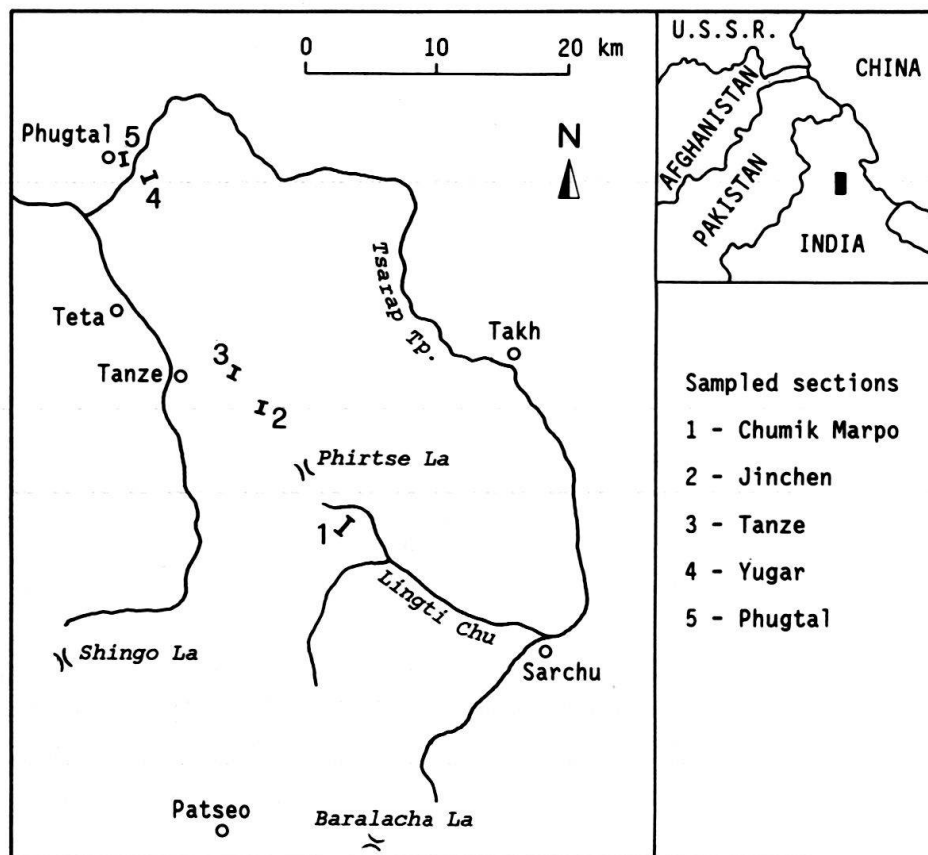 0 10 20 km
N
Phugtal
5
4
Tsarap Tp.
Teta
Takh
3
Tanze
2
Phirtse La
1
Lingti Chu
Shingo La
Sarchu
Patseo
Baralacha La
U.S.S.R.
CHINA
AFGHANISTAN
PAKISTAN
INDIA
Sampled sections
1 - Chumik Marpo
2 - Jinchen
3 - Tanze
4 - Yugar
5 - Phugtal